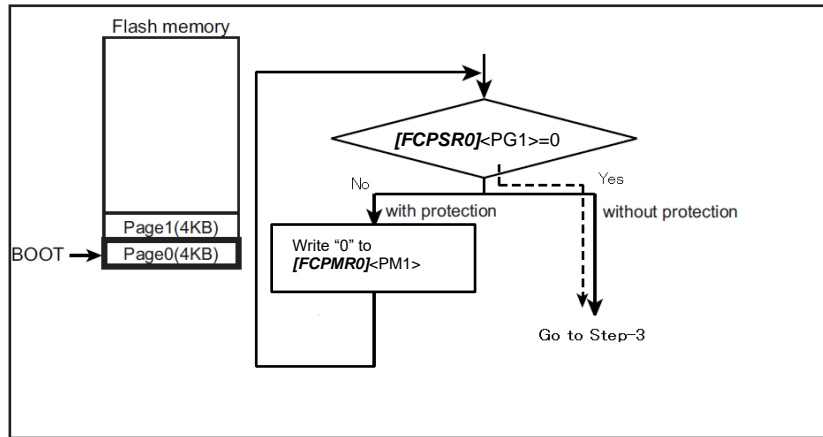 Flash memory
Page1(4KB)
BOOT
Page0(4KB)
[FCPSR0]<PG1>=0
No
Yes
with protection
without protection
Write “0” to
[FCPMR0]<PM1>
Go to Step-3